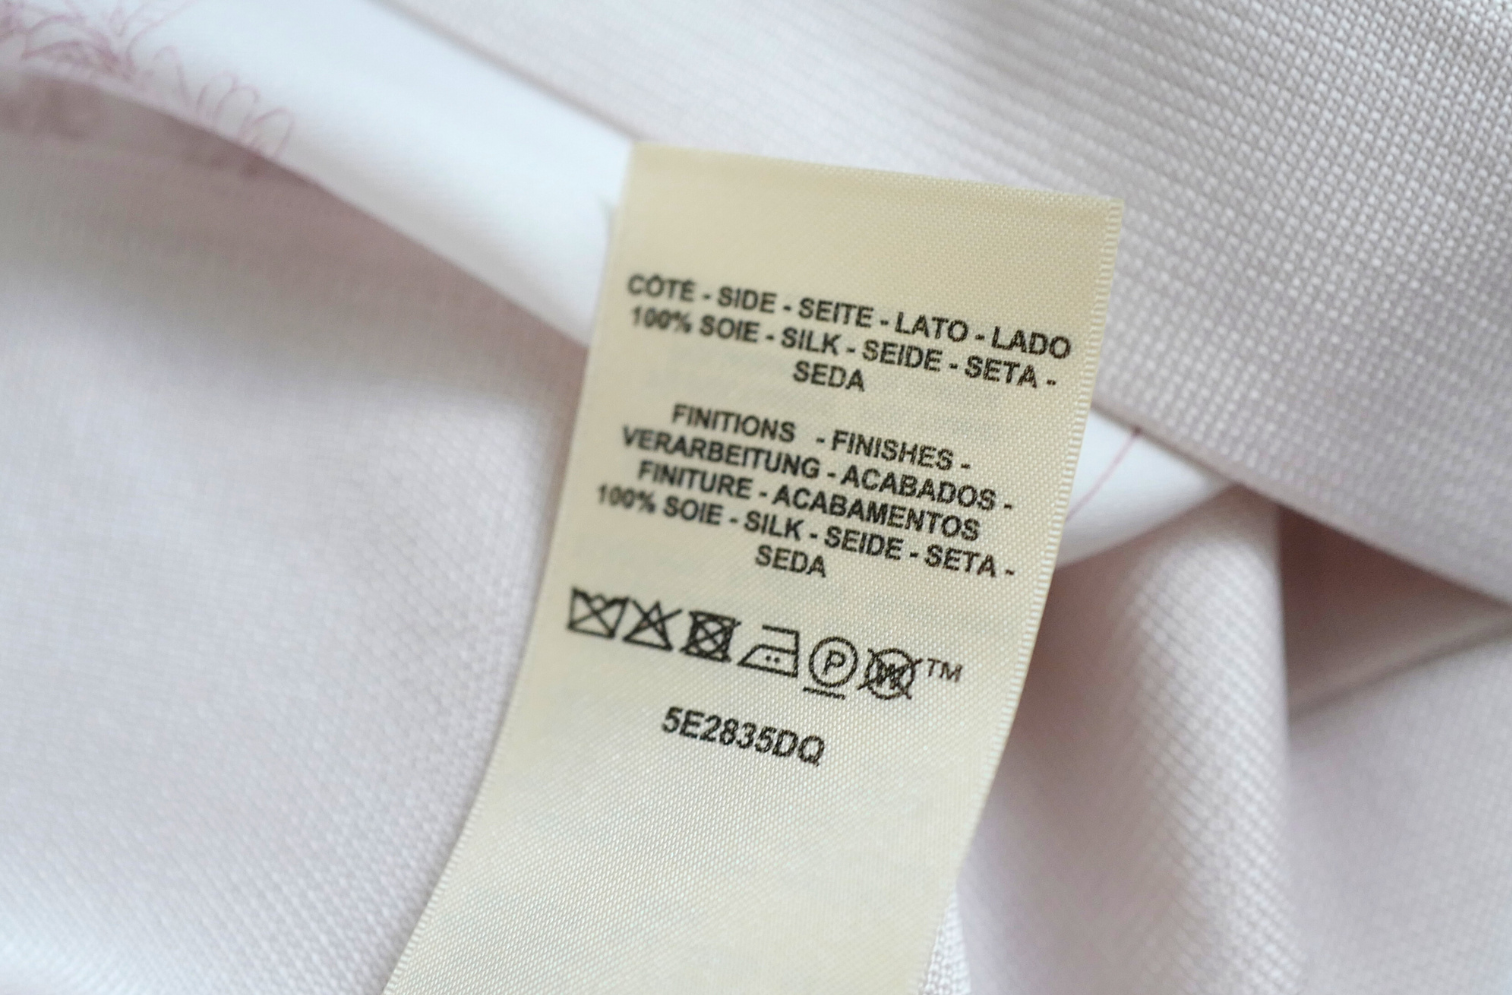 CÔTÉ - SIDE - SEITE - LATO - LADO
100% SOIE - SILK - SEIDE - SETA -
SEDA
FINITIONS - FINISHES -
VERARBEITUNG - ACABADOS -
FINITURE - ACABAMENTOS
100% SOIE - SILK - SEIDE - SETA -
SEDA
P W ™
5E2835DQ